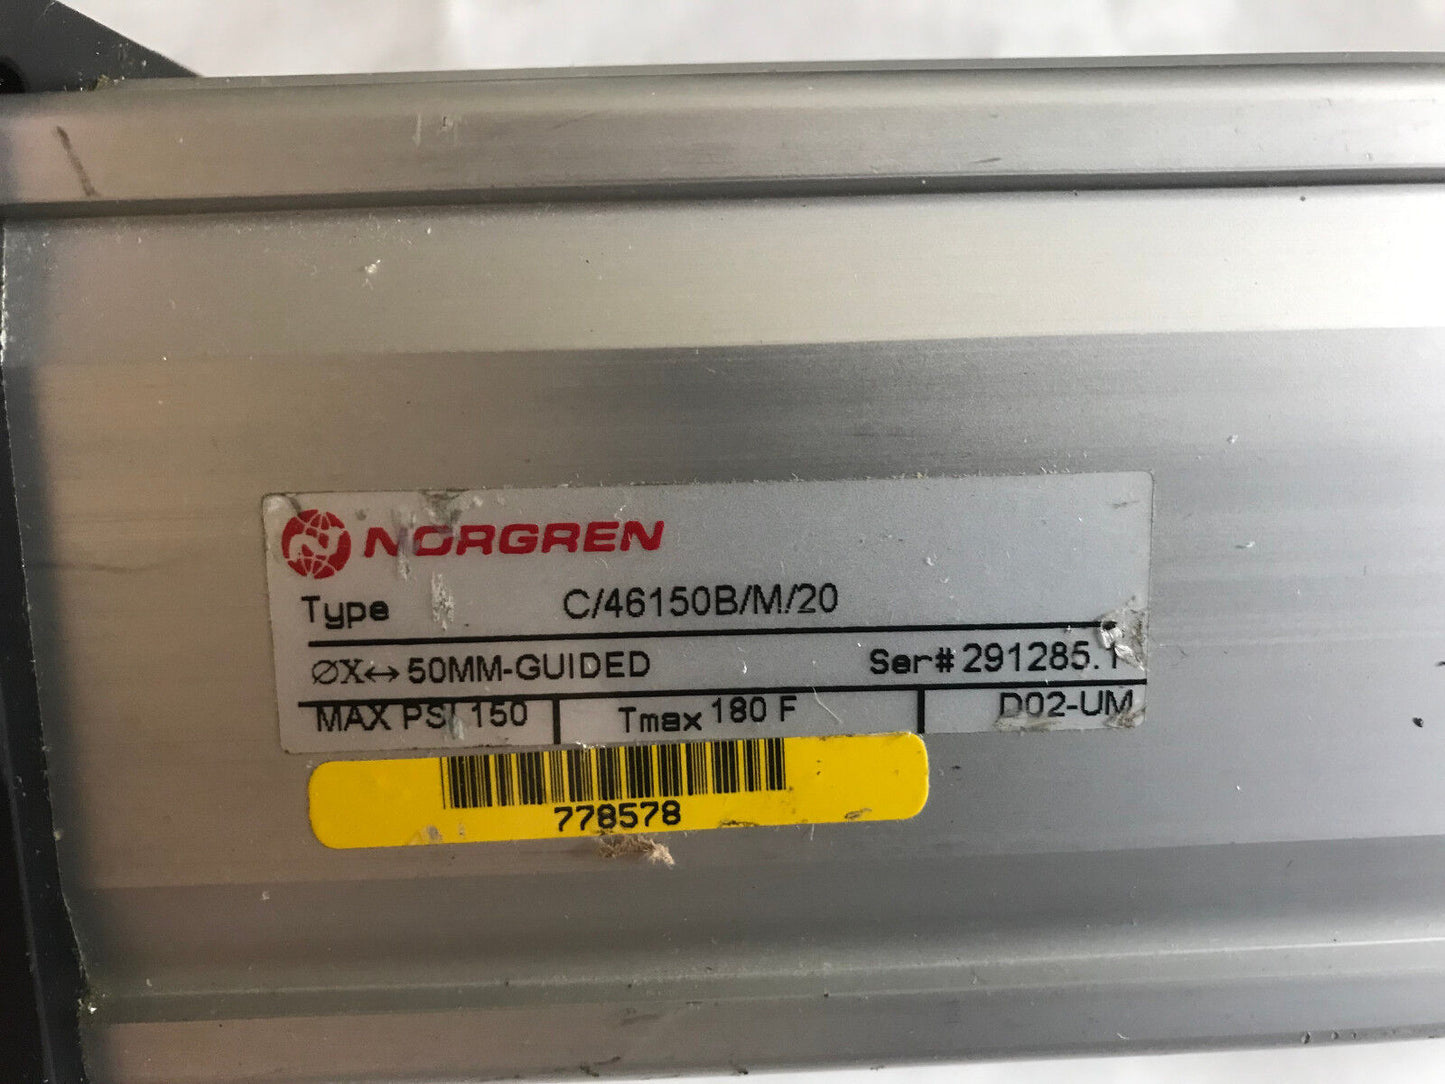 NORGREN
Type C/46150B/M/20
ØX↔50MM-GUIDED Ser# 291285.1
MAX PSI 150 Tmax 180 F D02-UM
778578